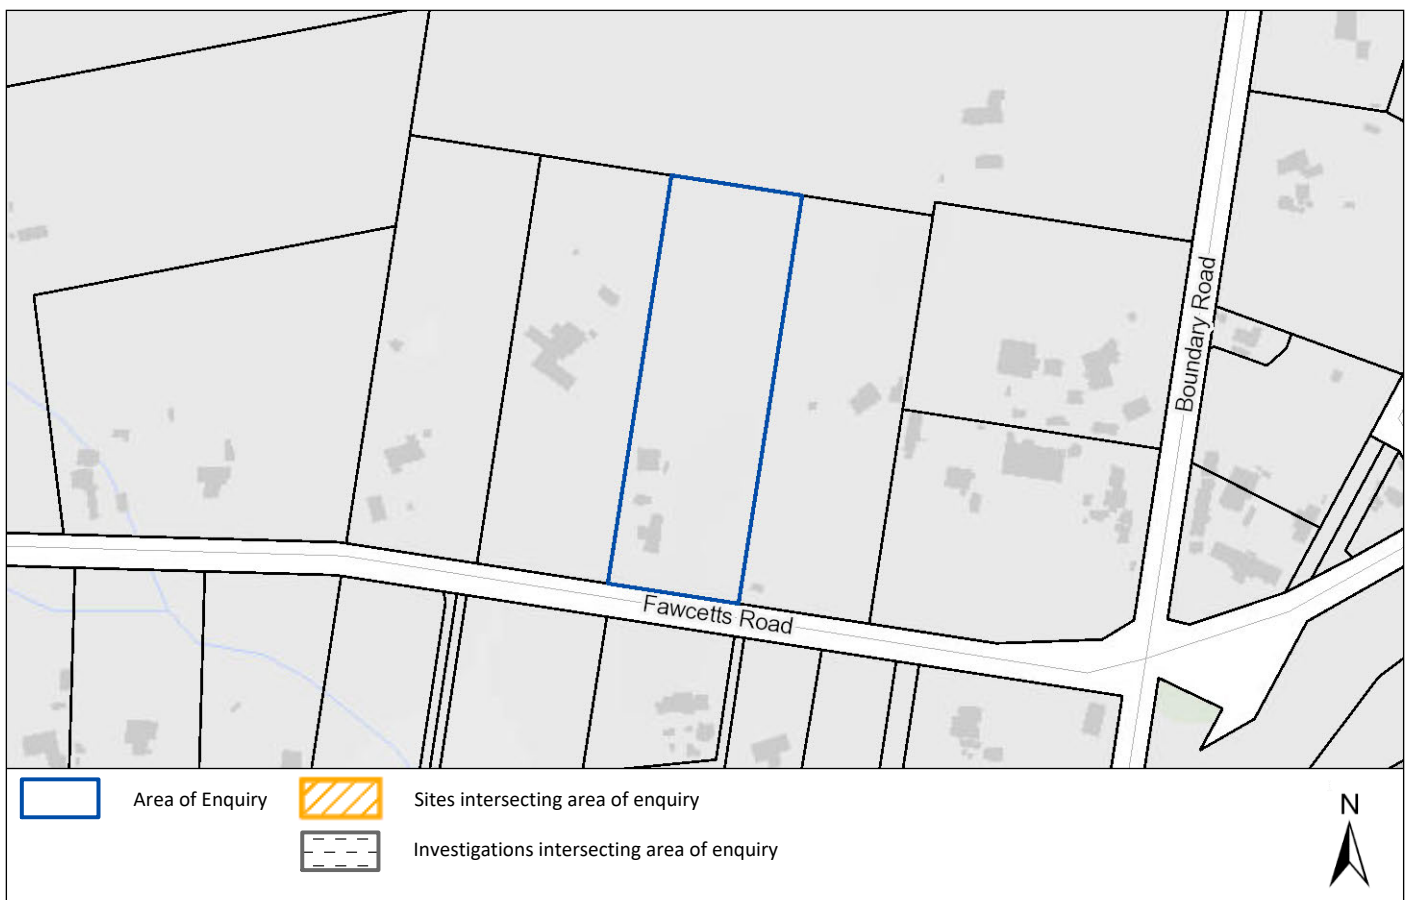 Boundary Road
Fawcetts Road
Area of Enquiry
Sites intersecting area of enquiry
N
Investigations intersecting area of enquiry